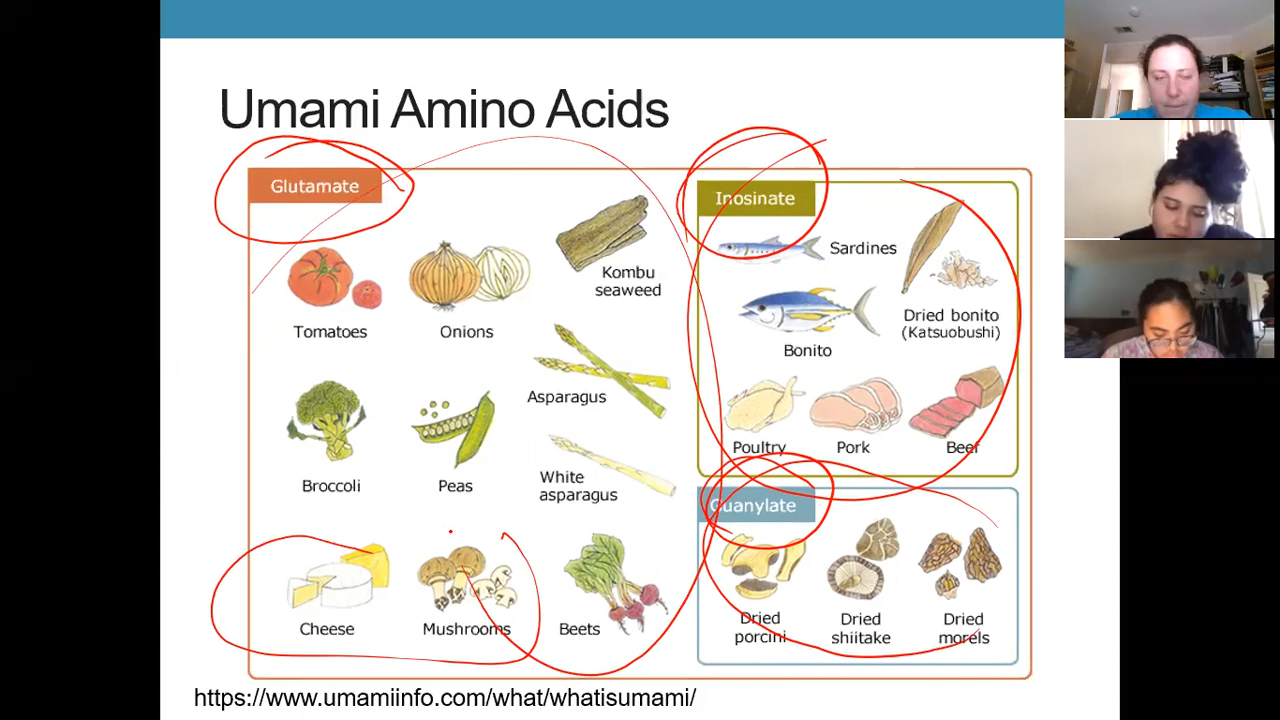 Umami Amino Acids
Glutamate
Tomatoes
Onions
Kombu
seaweed
Asparagus
Broccoli
Peas
White
asparagus
Cheese
Mushrooms
Beets
Inosinate
Sardines
Bonito
Dried bonito
(Katsuobushi)
Poultry
Pork
Beef
Guanylate
Dried
porcini
Dried
shiitake
Dried
morels
https://www.umamiinfo.com/what/whatisumami/